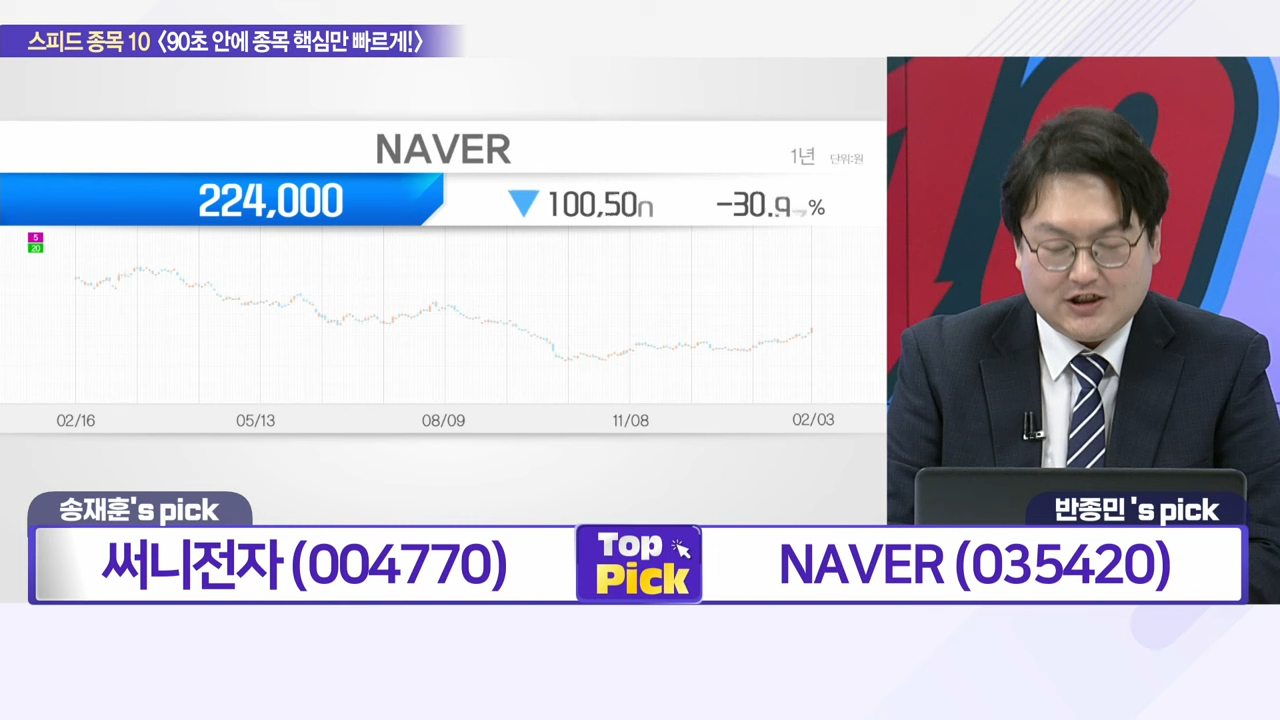 스피드 종목 10 <90초 안에 종목 핵심만 빠르게!>
NAVER
1년 단위:원
224,000 ▼ 100,50 -30.9 %
5
20
02/16 05/13 08/09 11/08 02/03
송재훈's pick
반종민 's pick
써니전자 (004770)
Top Pick
NAVER (035420)